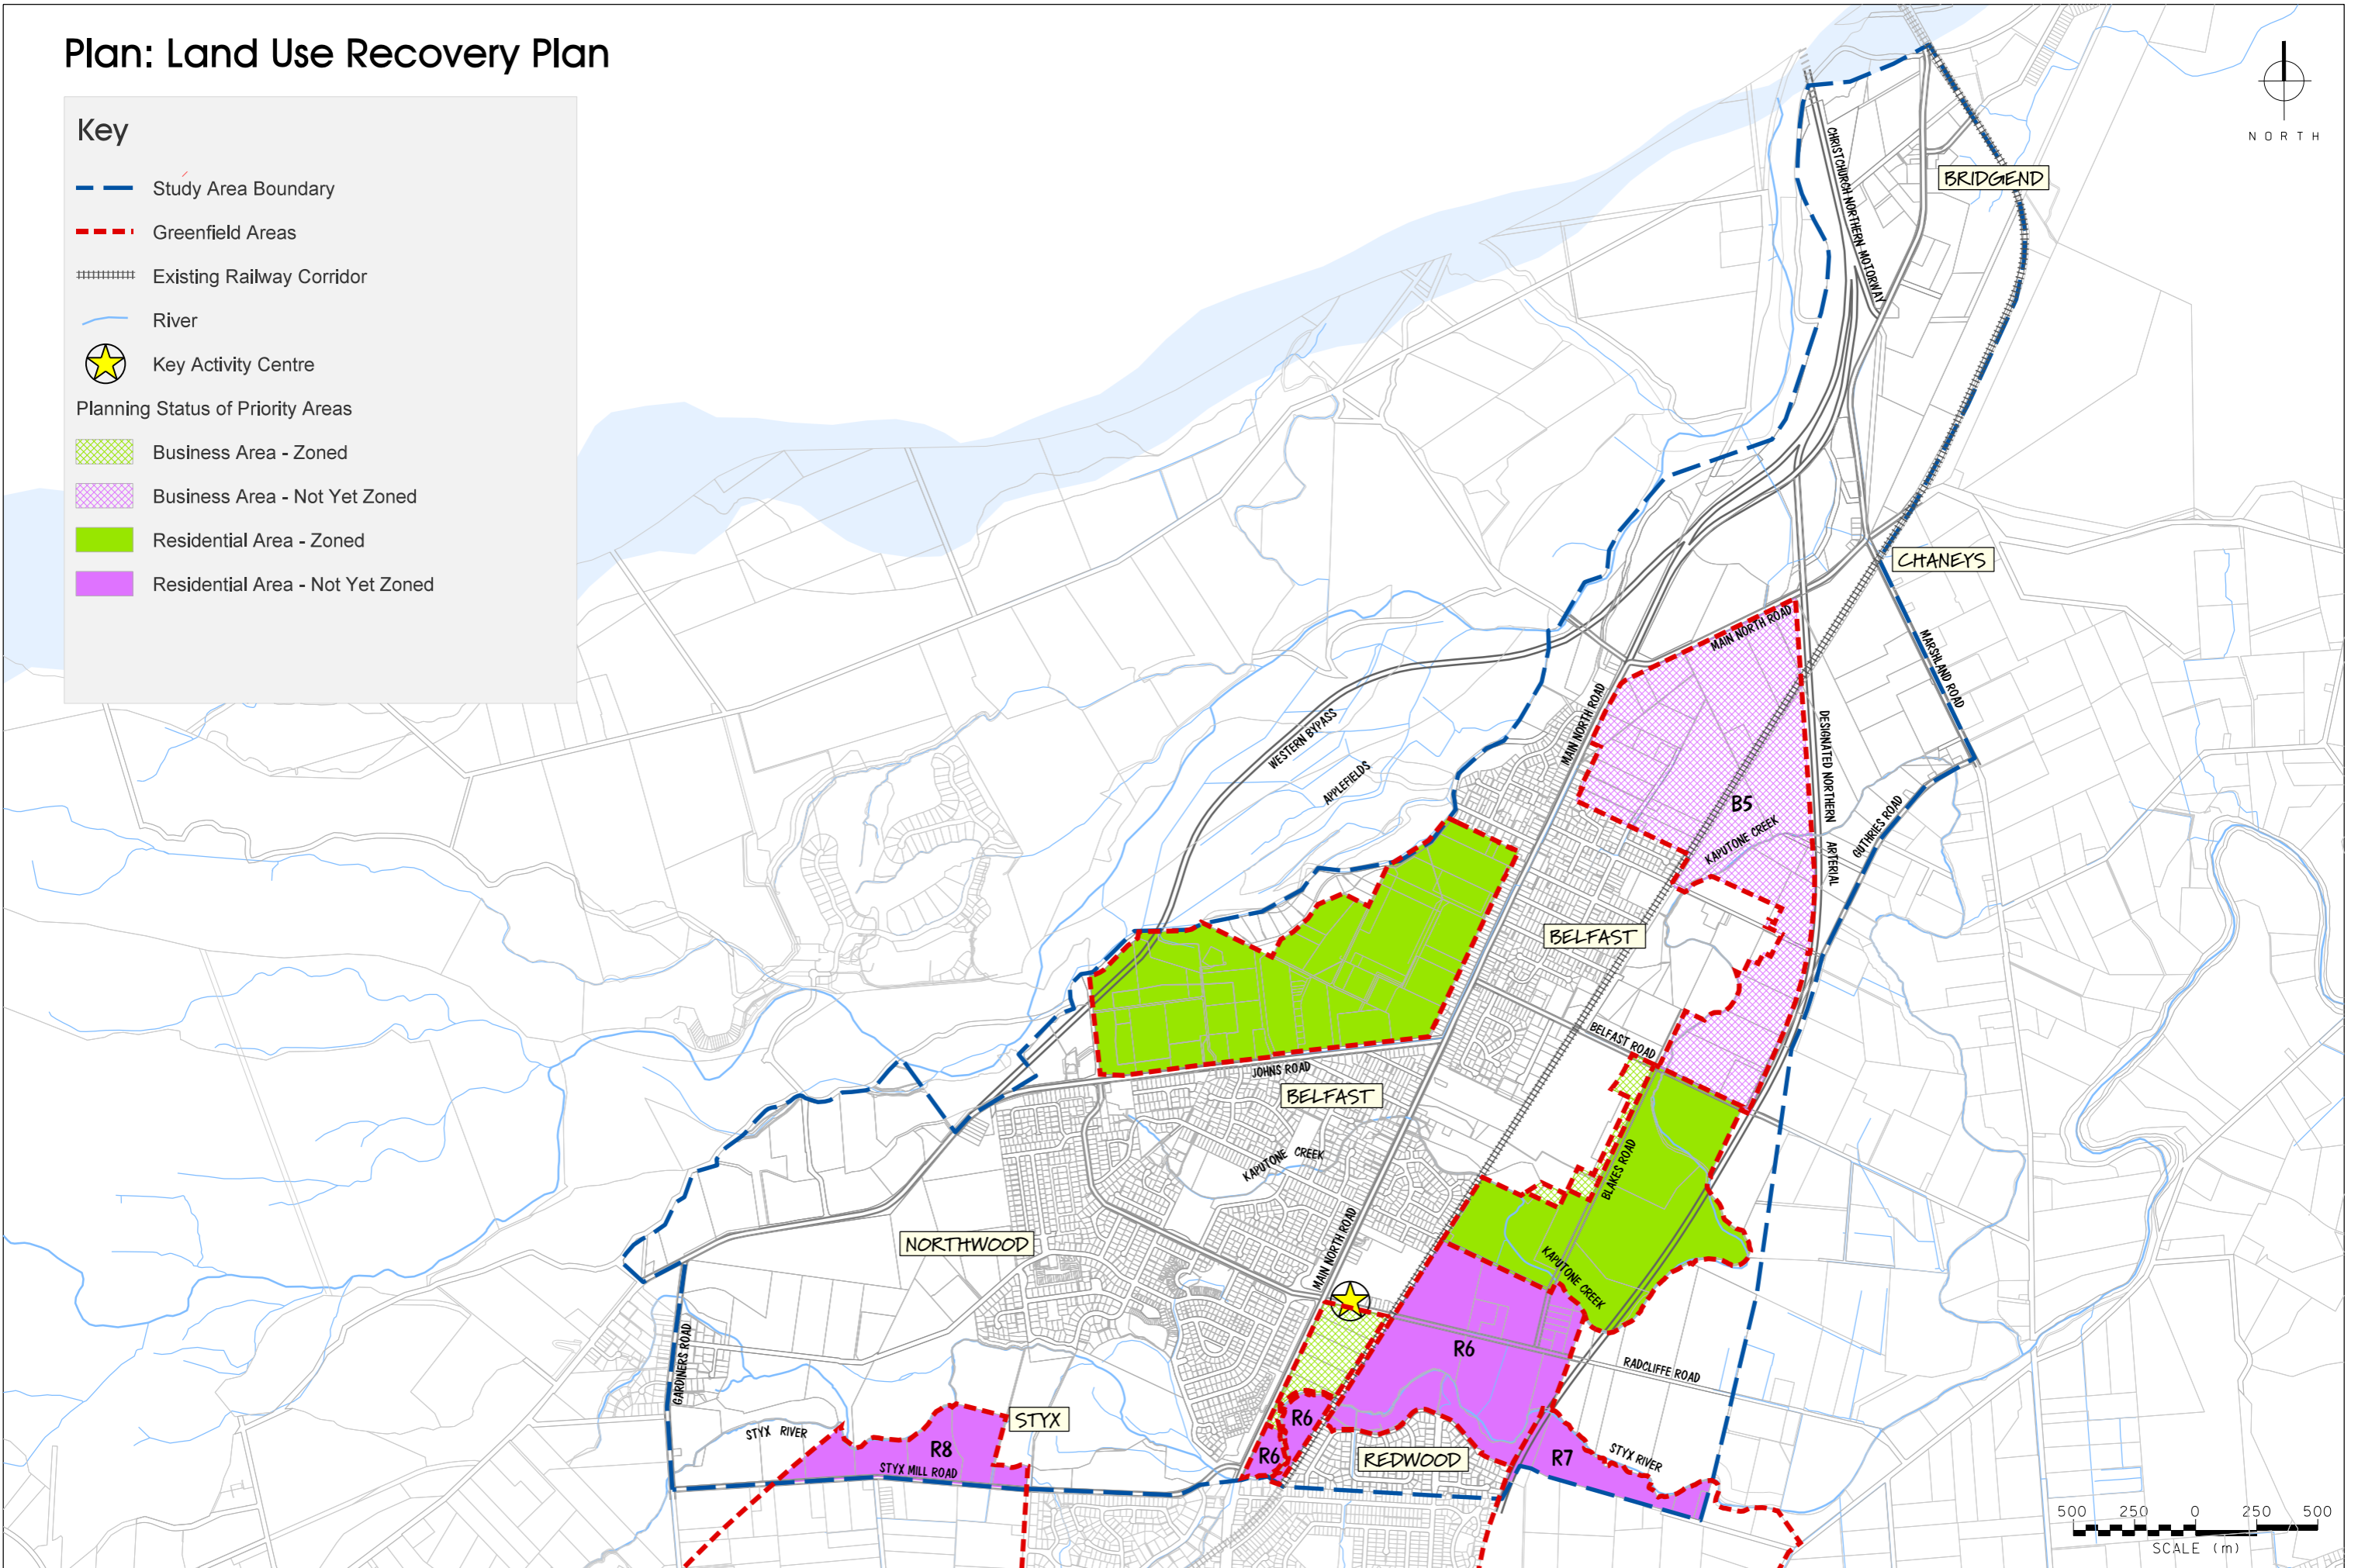 Plan: Land Use Recovery Plan
Key
Study Area Boundary
Greenfield Areas
Existing Railway Corridor
River
Key Activity Centre
Planning Status of Priority Areas
Business Area - Zoned
Business Area - Not Yet Zoned
Residential Area - Zoned
Residential Area - Not Yet Zoned
NORTH
CHRISTCHURCH NORTHERN MOTORWAY
BRIDGEND
CHANEYS
MAIN NORTH ROAD
MARSHLAND ROAD
MAIN NORTH ROAD
WESTERN BYPASS
APPLEFIELDS
DESIGNATED NORTHERN ARTERIAL
B5
KAPUTONE CREEK
GUTHRIES ROAD
BELFAST
BELFAST ROAD
JOHNS ROAD
BELFAST
KAPUTONE CREEK
BLAKES ROAD
NORTHWOOD
MAIN NORTH ROAD
KAPUTONE CREEK
GARDINERS ROAD
R6
RADCLIFFE ROAD
STYX
R6
STYX RIVER
R8
R6
REDWOOD
R7
STYX RIVER
STYX MILL ROAD
500 250 0 250 500
SCALE (m)